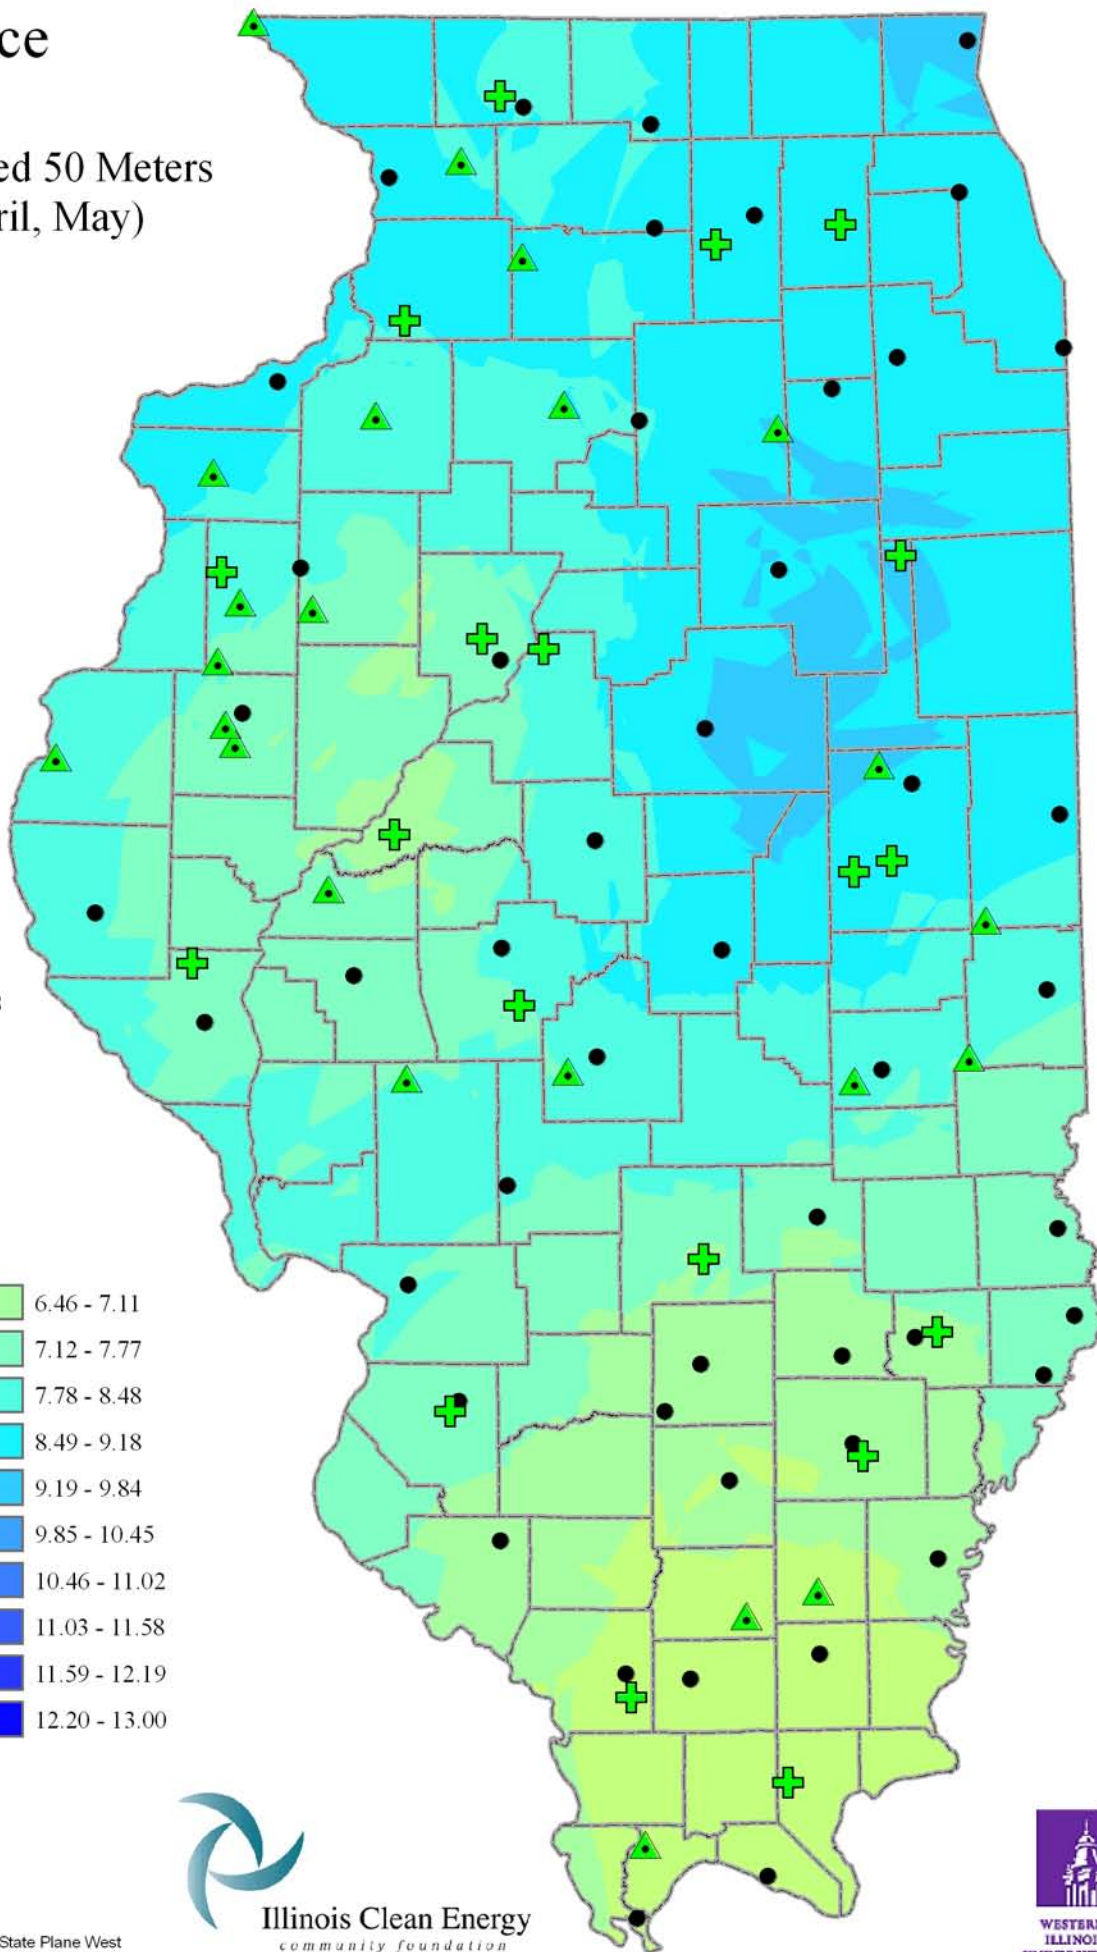 ce
ed 50 Meters
ril, May)
6.46 - 7.11
7.12 - 7.77
7.78 - 8.48
8.49 - 9.18
9.19 - 9.84
9.85 - 10.45
10.46 - 11.02
11.03 - 11.58
11.59 - 12.19
12.20 - 13.00
Illinois Clean Energy
community foundation
State Plane West
WESTERN
ILLINOIS